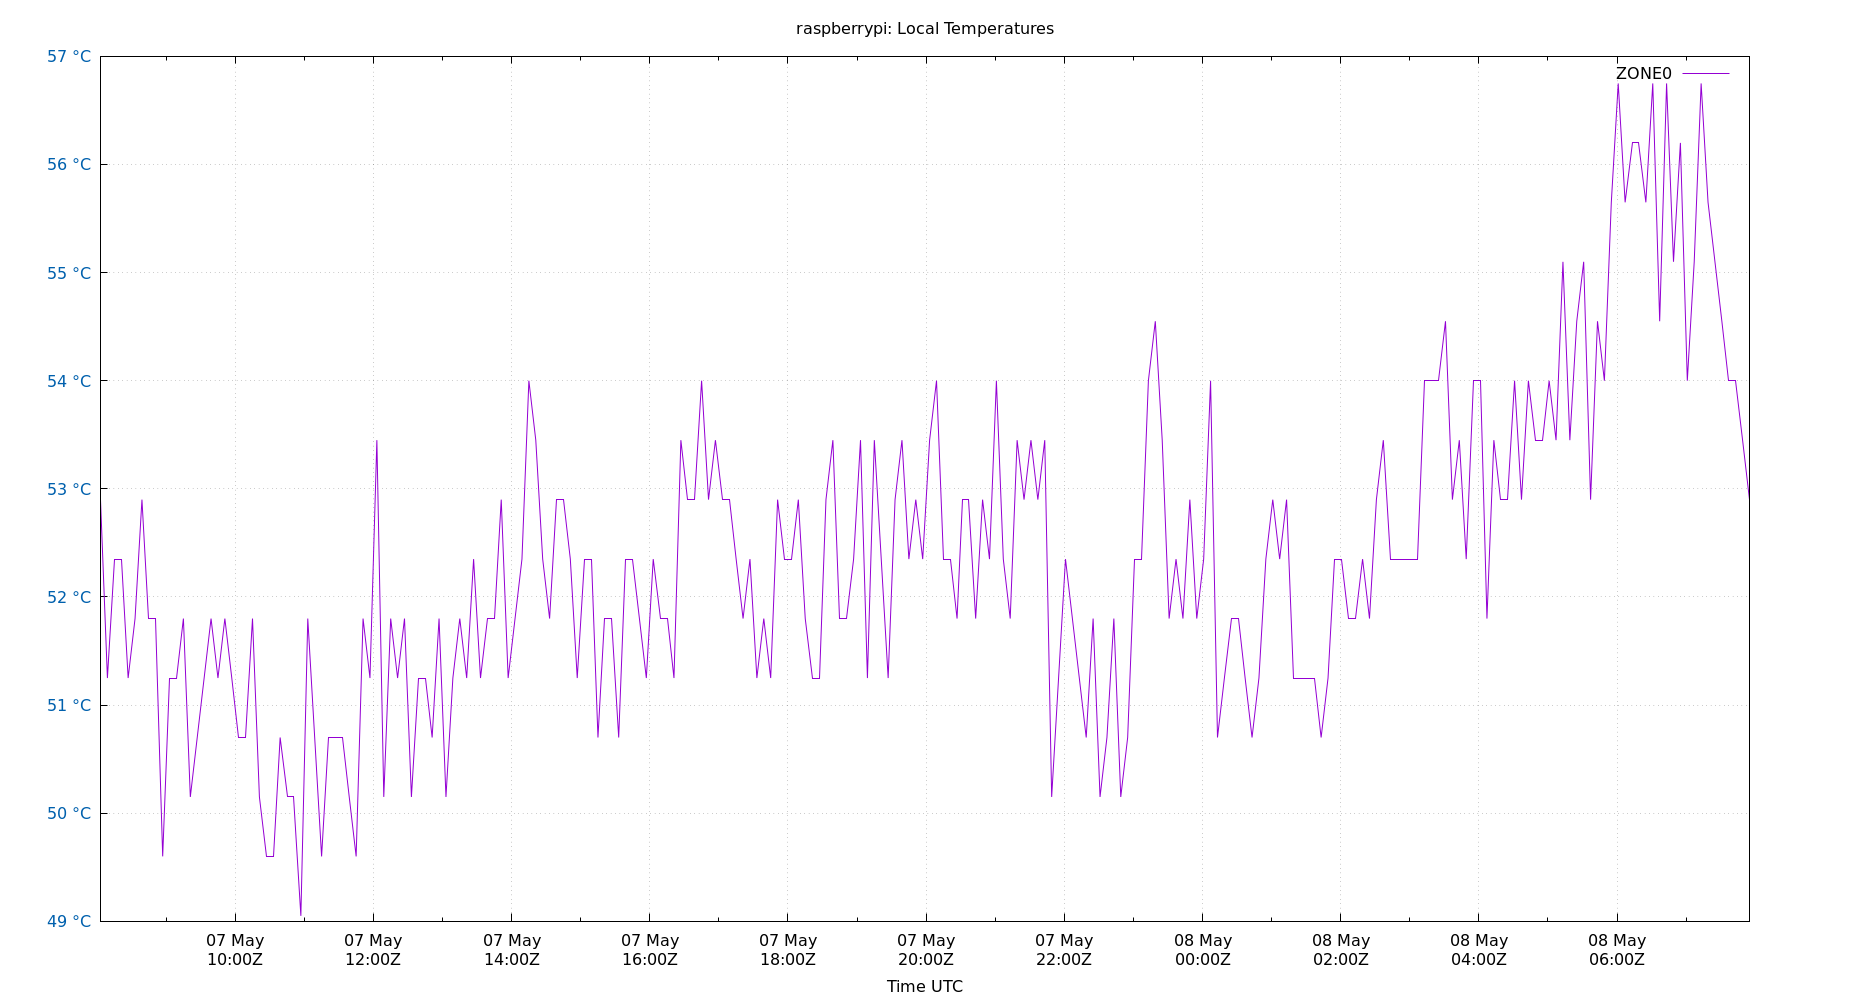 raspberrypi: Local Temperatures
57 °C
ZONE0
56 °C
55 °C
54 °C
53 °C
52 °C
51 °C
50 °C
49 °C
07 May 07 May 07 May 07 May 07 May 07 May 07 May 08 May 08 May 08 May 08 May
10:00Z 12:00Z 14:00Z 16:00Z 18:00Z 20:00Z 22:00Z 00:00Z 02:00Z 04:00Z 06:00Z
Time UTC